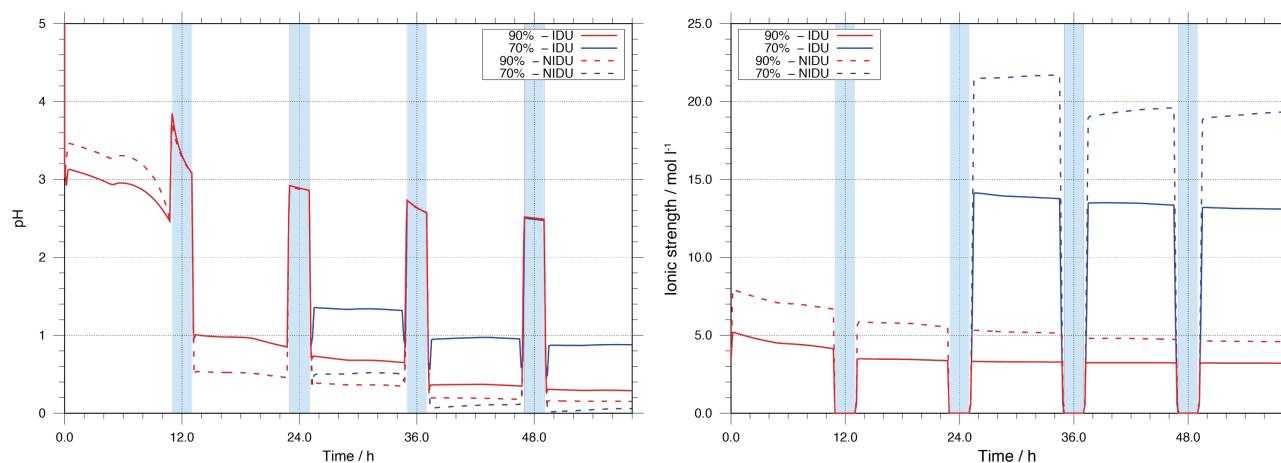 5
4
3
2
1
0
pH
0.0
12.0
24.0
36.0
48.0
Time / h
90% – IDU
70% – IDU
90% – NIDU
70% – NIDU
25.0
20.0
15.0
10.0
5.0
0.0
Ionic strength / mol l⁻¹
0.0
12.0
24.0
36.0
48.0
Time / h
90% – IDU
70% – IDU
90% – NIDU
70% – NIDU